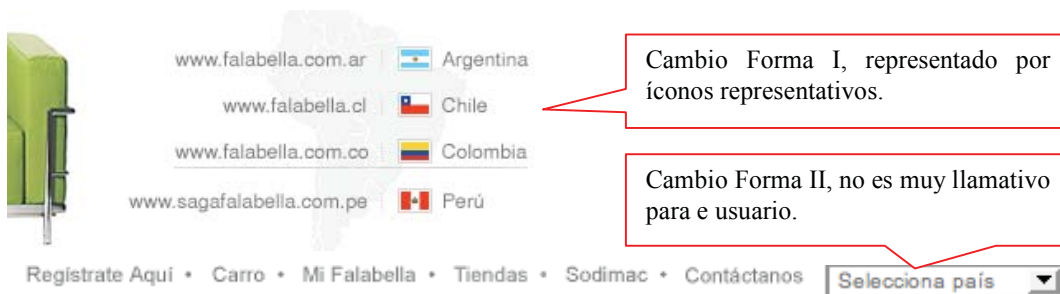 www.falabella.com.ar | Argentina
www.falabella.cl | Chile
www.falabella.com.co | Colombia
www.sagafalabella.com.pe | Perú
Cambio Forma I, representado por
íconos representativos.
Cambio Forma II, no es muy llamativo
para e usuario.
Regístrate Aquí • Carro • Mi Falabella • Tiendas • Sodimac • Contáctanos
Selecciona país